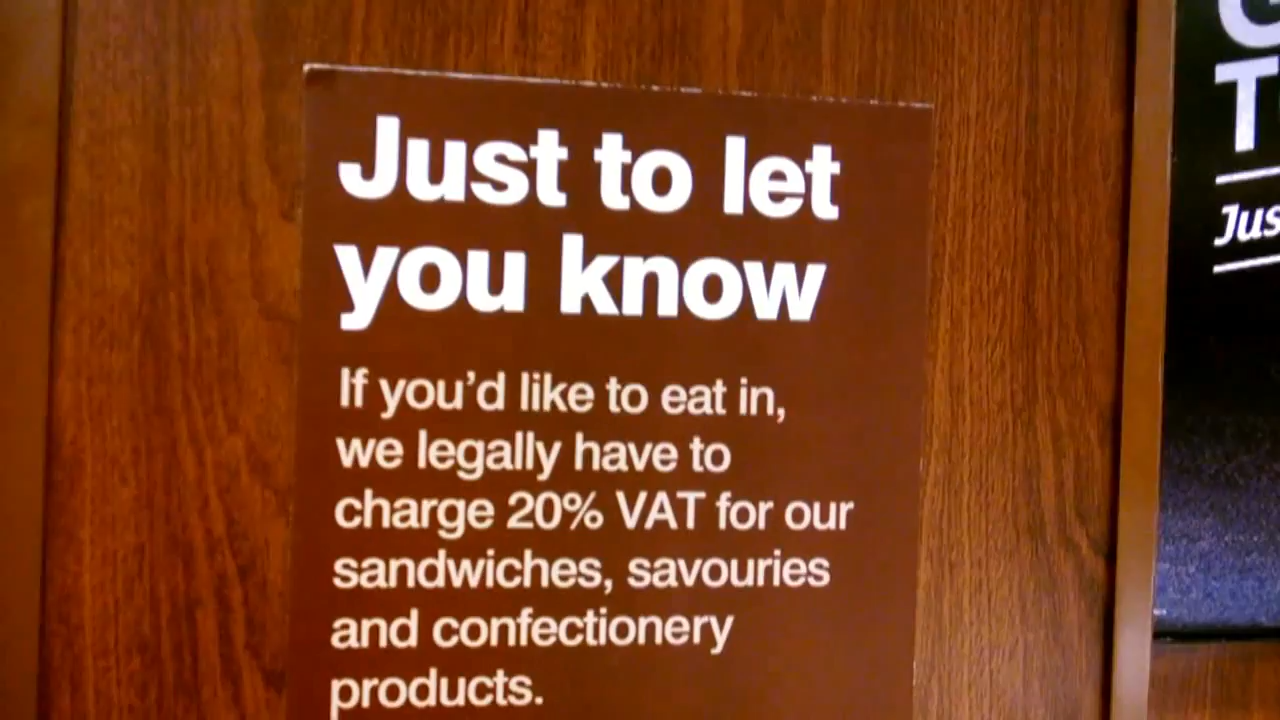 Just to let
you know
If you'd like to eat in,
we legally have to
charge 20% VAT for our
sandwiches, savouries
and confectionery
products.